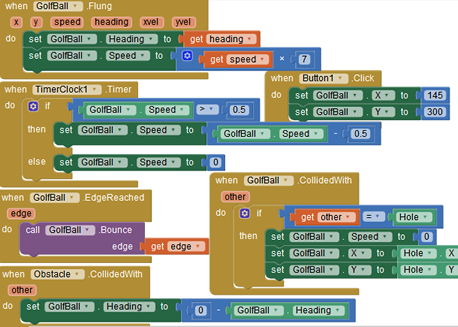 when GolfBall .Flung
x y speed heading xvel yvel
do set GolfBall . Heading to get heading
set GolfBall . Speed to get speed × 7
when TimerClock1 .Timer
do if GolfBall . Speed > 0.5
then set GolfBall . Speed to GolfBall . Speed - 0.5
else set GolfBall . Speed to 0
when Button1 .Click
do set GolfBall . X to 145
set GolfBall . Y to 300
when GolfBall .EdgeReached
edge
do call GolfBall .Bounce
edge get edge
when GolfBall .CollidedWith
other
do if get other = Hole
then set GolfBall . Speed to 0
set GolfBall . X to Hole . X
set GolfBall . Y to Hole . Y
when Obstacle .CollidedWith
other
do set GolfBall . Heading to 0 - GolfBall . Heading